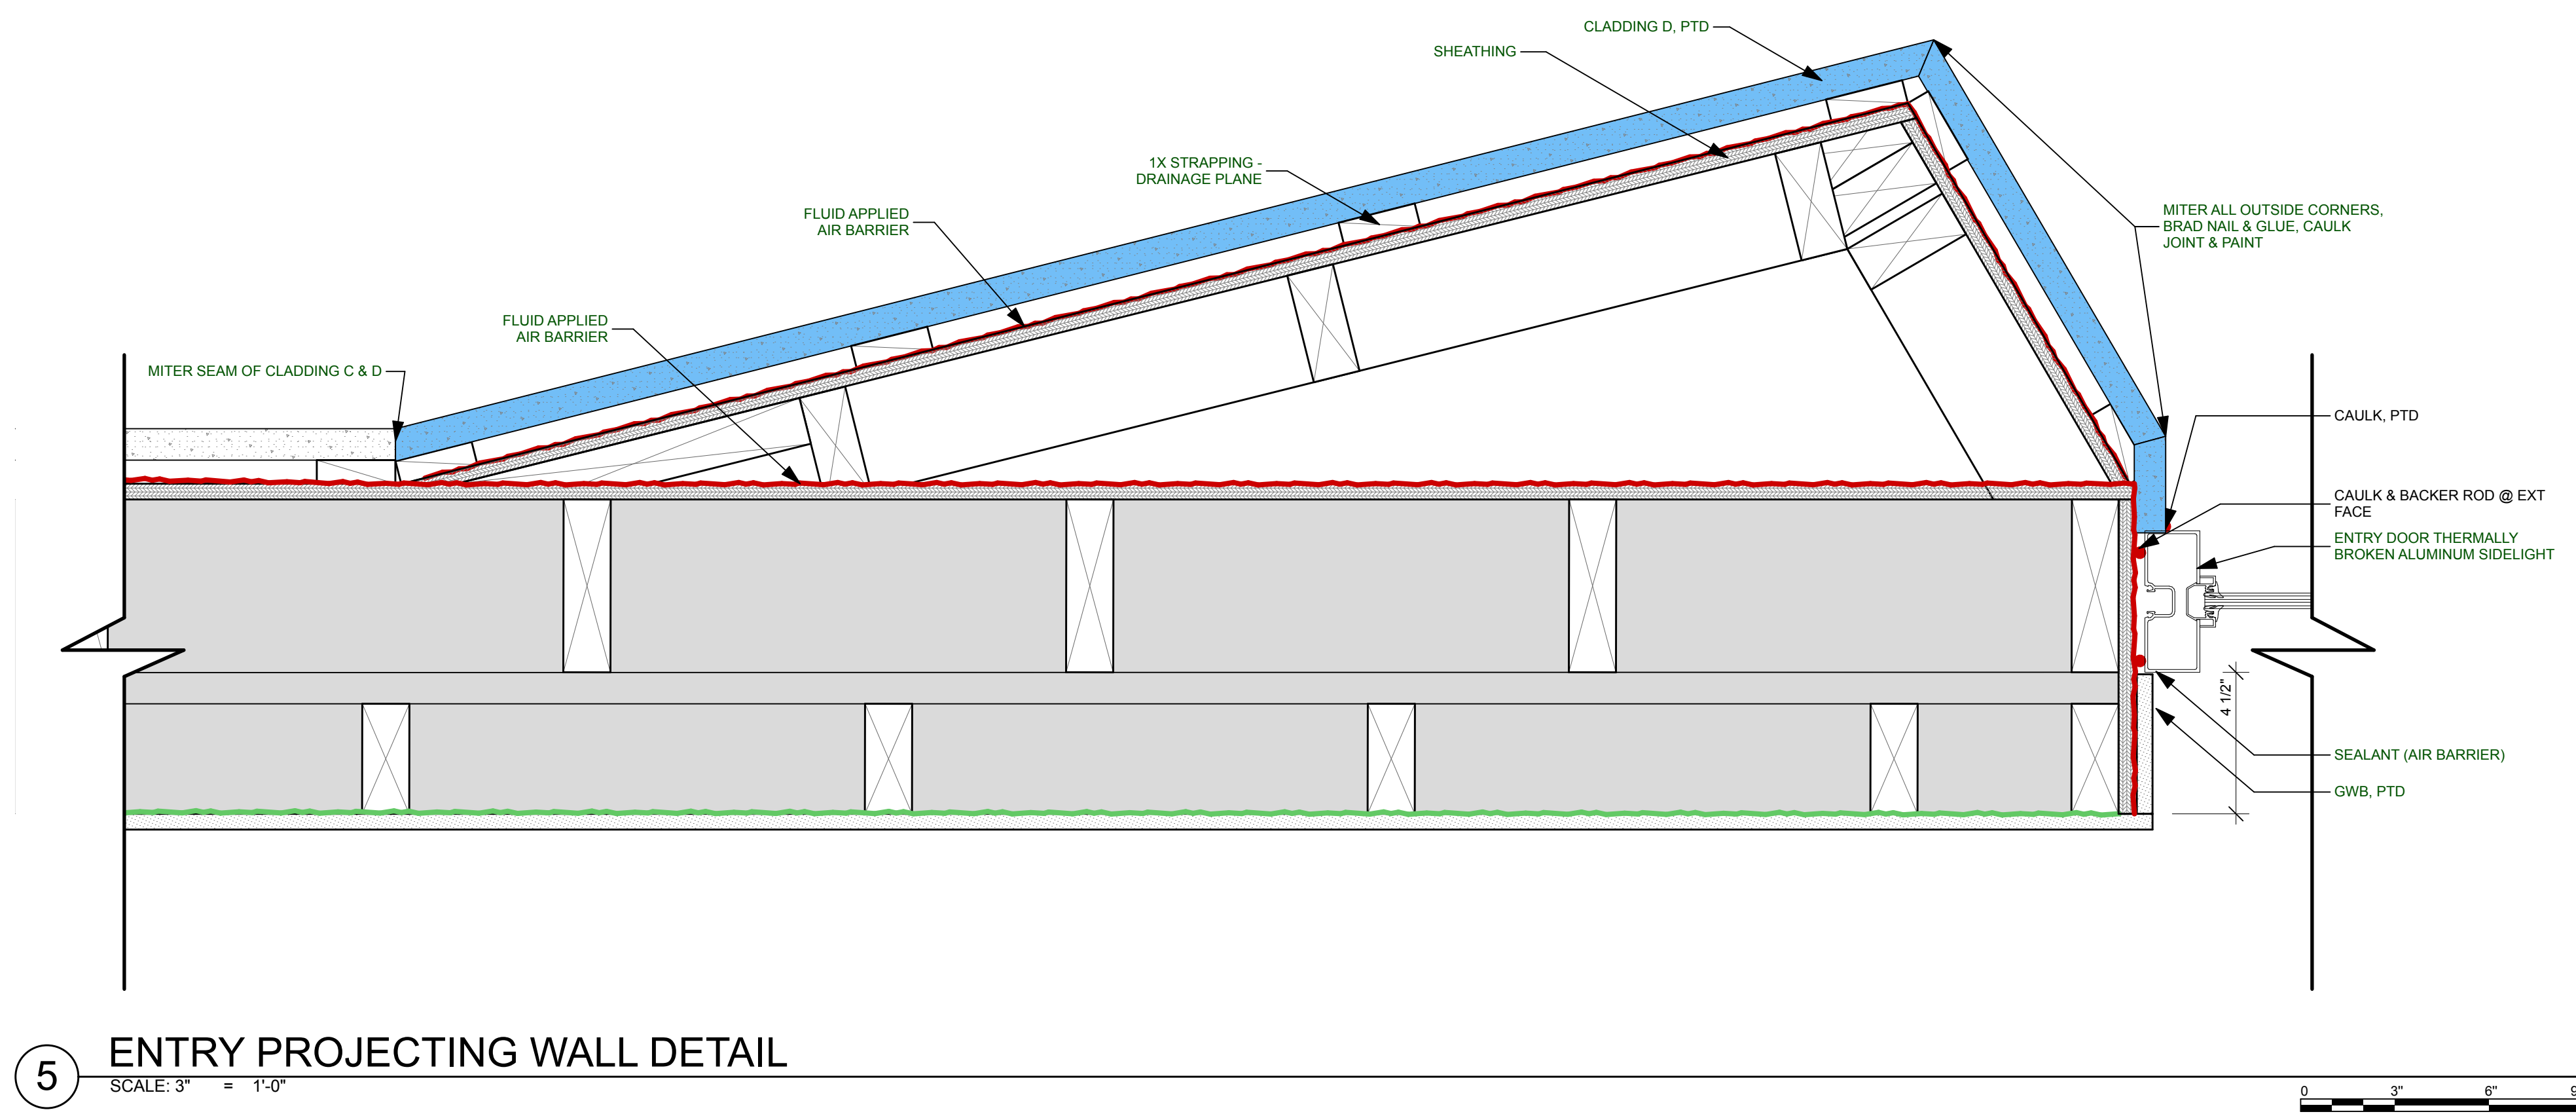 CLADDING D, PTD
SHEATHING
1X STRAPPING -
DRAINAGE PLANE
FLUID APPLIED
AIR BARRIER
MITER ALL OUTSIDE CORNERS,
BRAD NAIL & GLUE, CAULK
JOINT & PAINT
FLUID APPLIED
AIR BARRIER
MITER SEAM OF CLADDING C & D
CAULK, PTD
CAULK & BACKER ROD @ EXT
FACE
ENTRY DOOR THERMALLY
BROKEN ALUMINUM SIDELIGHT
4 1/2"
SEALANT (AIR BARRIER)
GWB, PTD
5
ENTRY PROJECTING WALL DETAIL
SCALE: 3" = 1'-0"
0 3" 6" 9